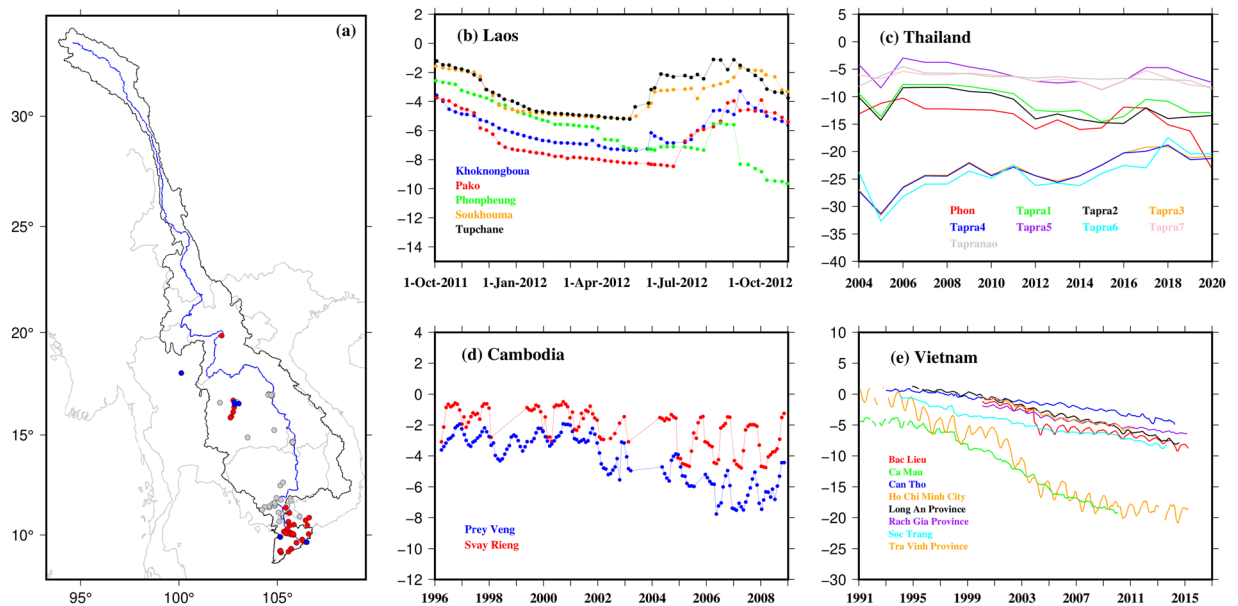 (a)
30°
25°
20°
15°
10°
95° 100° 105°
(b) Laos
2
0
−2
−4
−6
−8
−10
−12
−14
15
Khoknongboua
Pako
Phonpheung
Soukhouma
Tupchane
1-Oct-2011 1-Jan-2012 1-Apr-2012 1-Jul-2012 1-Oct-2012
(c) Thailand
5
0
−5
−10
−15
−20
−25
−30
−35
−40
Phon Tapra1 Tapra2 Tapra3
Tapra4 Tapra5 Tapra6 Tapra7
Tapranao
2004 2006 2008 2010 2012 2014 2016 2018 2020
(d) Cambodia
4
2
0
−2
−4
−6
−8
−10
−12
Prey Veng
Svay Rieng
1996 1998 2000 2002 2004 2006 2008
(e) Vietnam
10
5
0
−5
−10
−15
−20
−25
−30
Bac Lieu
Ca Mau
Can Tho
Ho Chi Minh City
Long An Province
Rach Gia Province
Soc Trang
Tra Vinh Province
1991 1995 1999 2003 2007 2011 2015